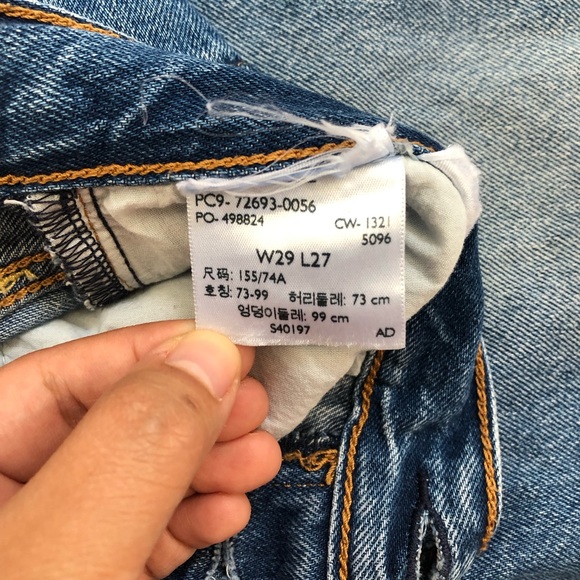 PC9- 72693-0056
PO- 498824 CW- 1321
5096
W29 L27
尺码: 155/74A
호칭: 73-99 허리둘레: 73 cm
엉덩이둘레: 99 cm
S40197
AD